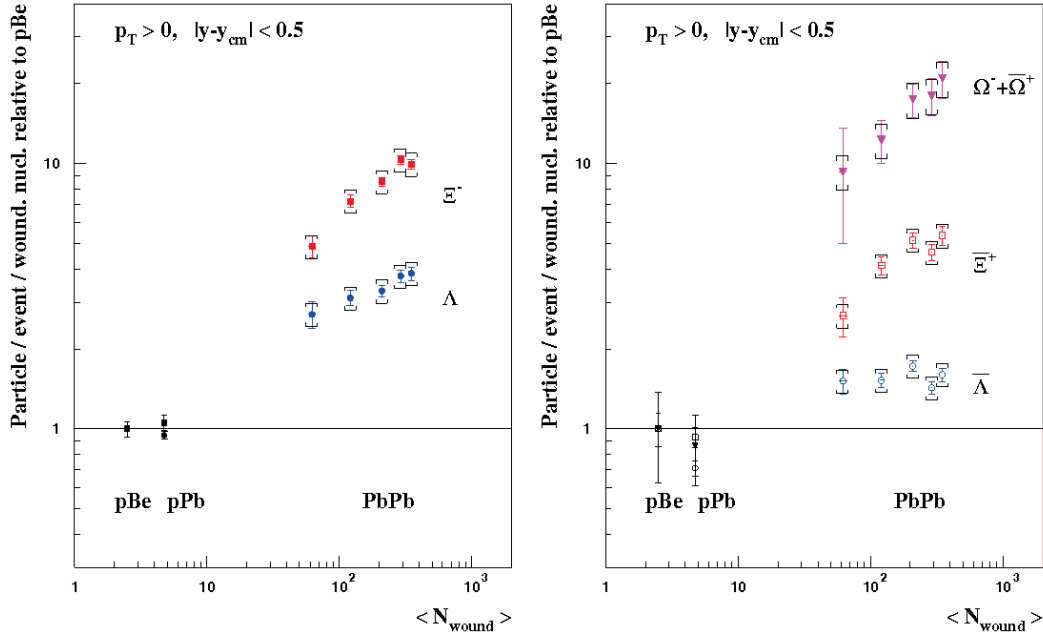 Particle / event / wound. nucl. relative to pBe
p_T > 0, |y-y_cm| < 0.5
10
1
Ξ⁻
Λ
pBe pPb PbPb
1 10 10² 10³
< N_wound >
Particle / event / wound. nucl. relative to pBe
p_T > 0, |y-y_cm| < 0.5
10
1
Ω⁻+Ω̅⁺
Ξ̅⁺
Λ̅
pBe pPb PbPb
1 10 10² 10³
< N_wound >